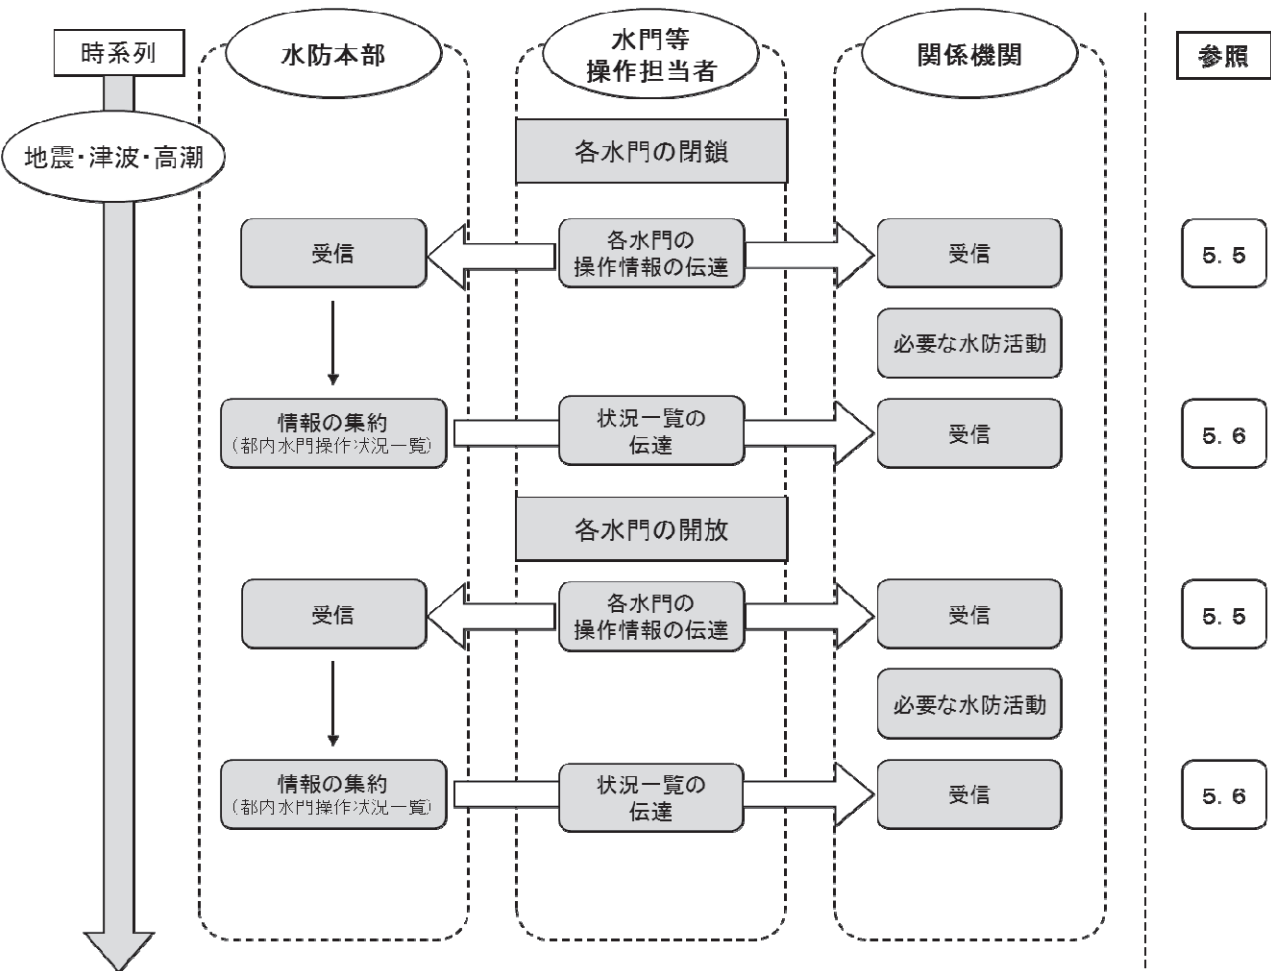 時系列
水防本部
水門等
操作担当者
関係機関
参照
地震・津波・高潮
各水門の閉鎖
受信
各水門の
操作情報の伝達
受信
5．5
必要な水防活動
情報の集約
（都内水門操作状況一覧）
状況一覧の
伝達
受信
5．6
各水門の開放
受信
各水門の
操作情報の伝達
受信
5．5
必要な水防活動
情報の集約
（都内水門操作状況一覧）
状況一覧の
伝達
受信
5．6